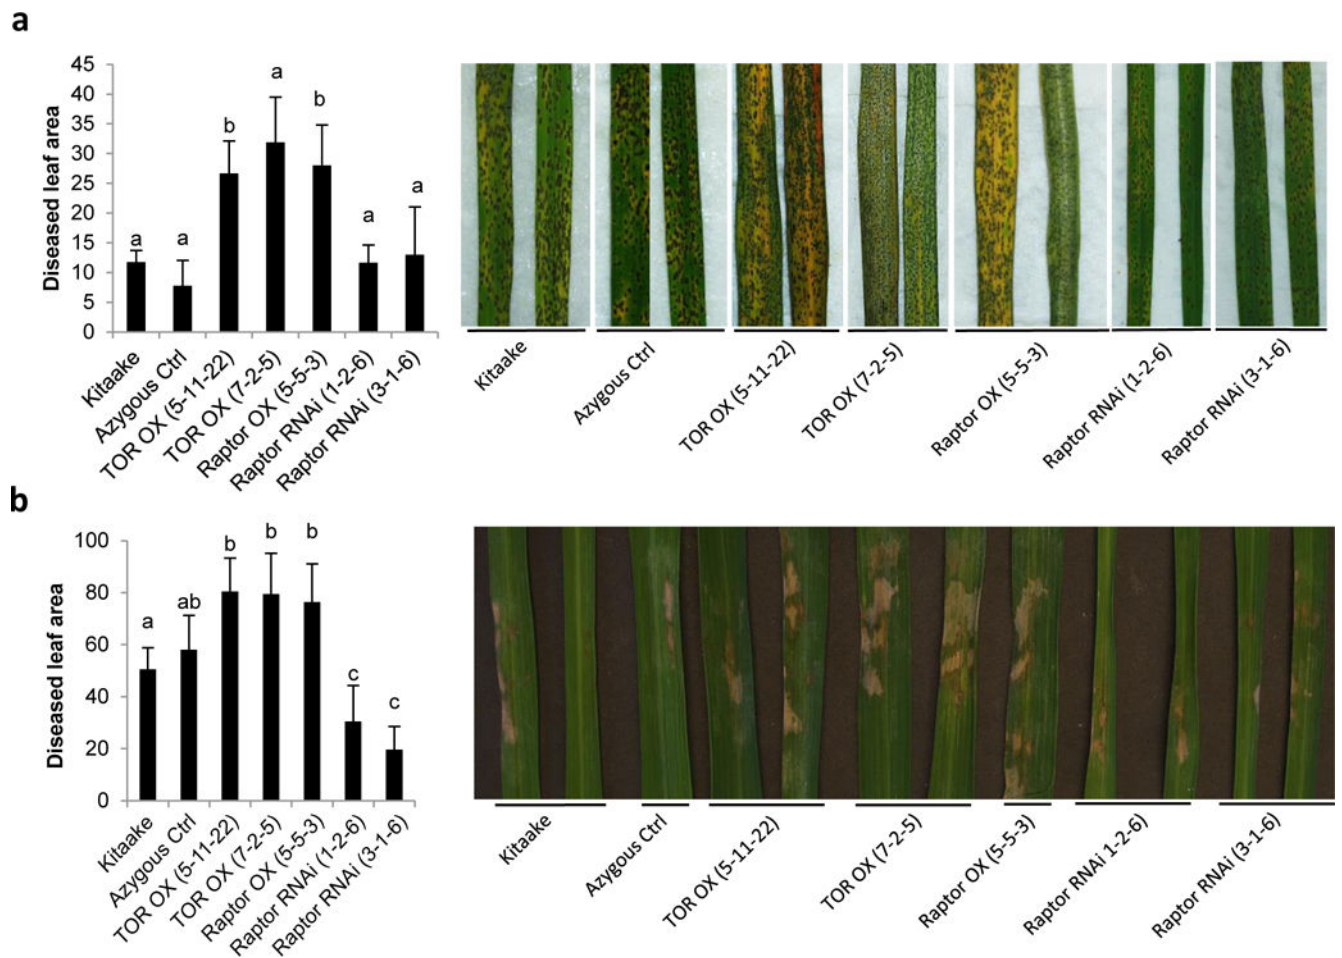 a
Diseased leaf area
45
40
35
30
25
20
15
10
5
0
a
a
b
a
b
a
a
Kitaake
Azygous Ctrl
TOR OX (5-11-22)
TOR OX (7-2-5)
Raptor OX (5-5-3)
Raptor RNAi (1-2-6)
Raptor RNAi (3-1-6)
Kitaake
Azygous Ctrl
TOR OX (5-11-22)
TOR OX (7-2-5)
Raptor OX (5-5-3)
Raptor RNAi (1-2-6)
Raptor RNAi (3-1-6)
b
Diseased leaf area
100
80
60
40
20
0
a
ab
b
b
b
c
c
Kitaake
Azygous Ctrl
TOR OX (5-11-22)
TOR OX (7-2-5)
Raptor OX (5-5-3)
Raptor RNAi (1-2-6)
Raptor RNAi (3-1-6)
Kitaake
Azygous Ctrl
TOR OX (5-11-22)
TOR OX (7-2-5)
Raptor OX (5-5-3)
Raptor RNAi 1-2-6)
Raptor RNAi (3-1-6)